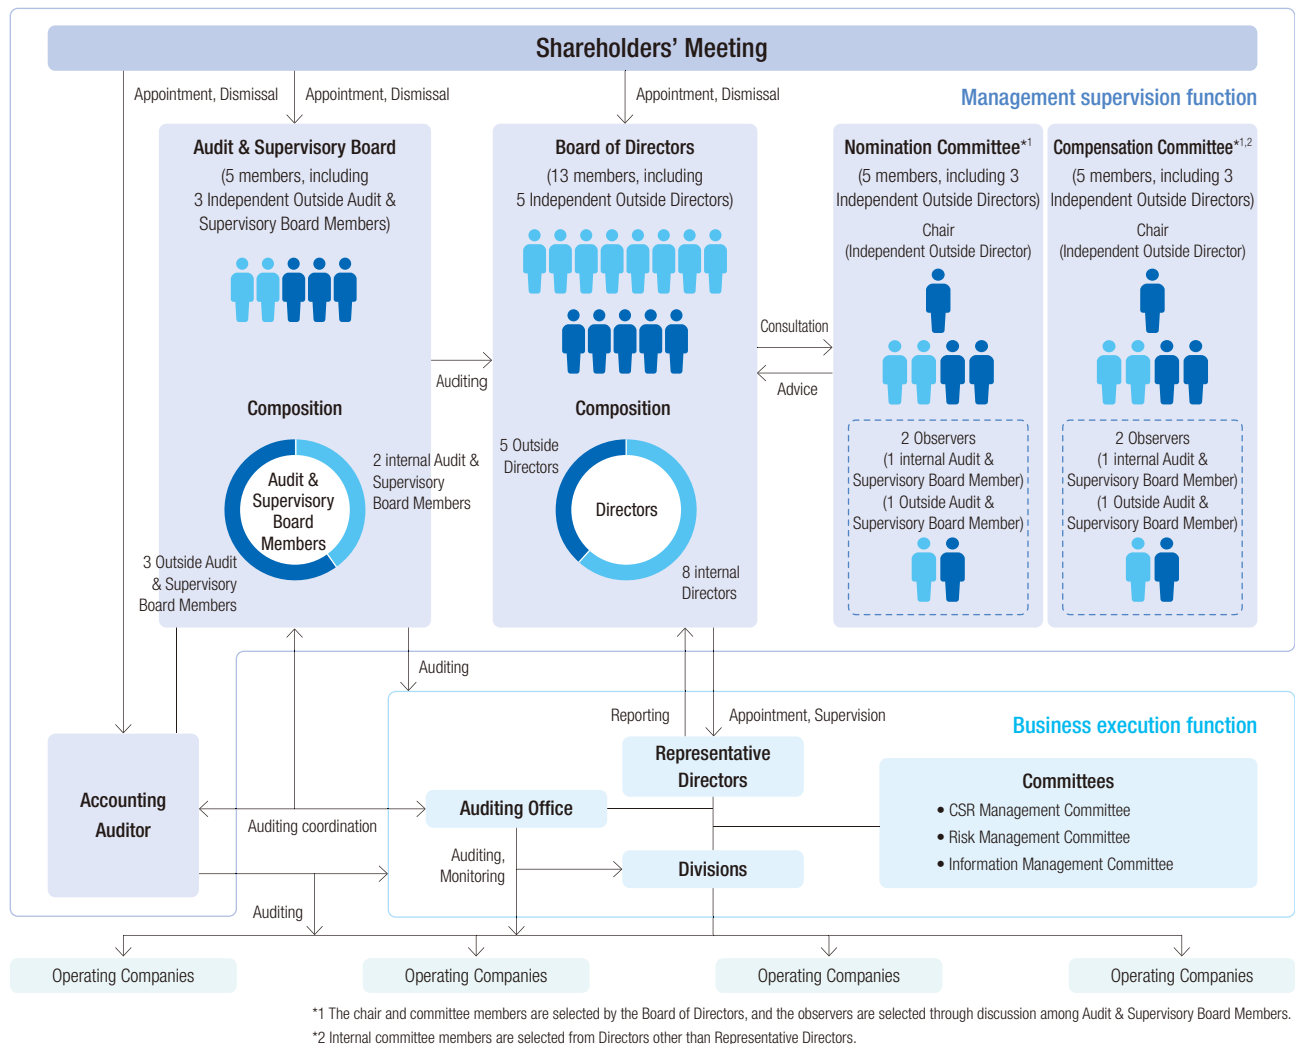 Shareholders’ Meeting
Appointment, Dismissal
Appointment, Dismissal
Appointment, Dismissal
Management supervision function
Audit & Supervisory Board
(5 members, including
3 Independent Outside Audit &
Supervisory Board Members)
Composition
Audit &
Supervisory
Board
Members
2 internal Audit &
Supervisory
Board Members
3 Outside Audit
& Supervisory
Board Members
Auditing
Board of Directors
(13 members, including
5 Independent Outside Directors)
Composition
5 Outside
Directors
Directors
8 internal
Directors
Consultation
Advice
Nomination Committee*1
(5 members, including 3
Independent Outside Directors)
Chair
(Independent Outside Director)
2 Observers
(1 internal Audit &
Supervisory Board Member)
(1 Outside Audit &
Supervisory Board Member)
Compensation Committee*1,2
(5 members, including 3
Independent Outside Directors)
Chair
(Independent Outside Director)
2 Observers
(1 internal Audit &
Supervisory Board Member)
(1 Outside Audit &
Supervisory Board Member)
Auditing
Reporting
Appointment, Supervision
Business execution function
Accounting
Auditor
Auditing coordination
Auditing Office
Representative
Directors
Auditing,
Monitoring
Divisions
Committees
• CSR Management Committee
• Risk Management Committee
• Information Management Committee
Auditing
Operating Companies
Operating Companies
Operating Companies
Operating Companies
*1 The chair and committee members are selected by the Board of Directors, and the observers are selected through discussion among Audit & Supervisory Board Members.
*2 Internal committee members are selected from Directors other than Representative Directors.